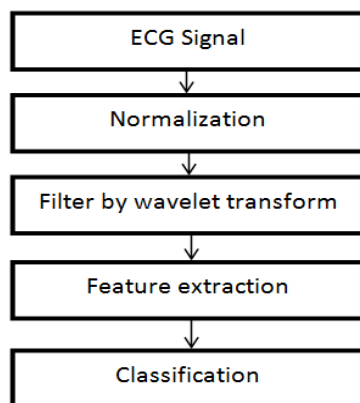 ECG Signal
Normalization
Filter by wavelet transform
Feature extraction
Classification